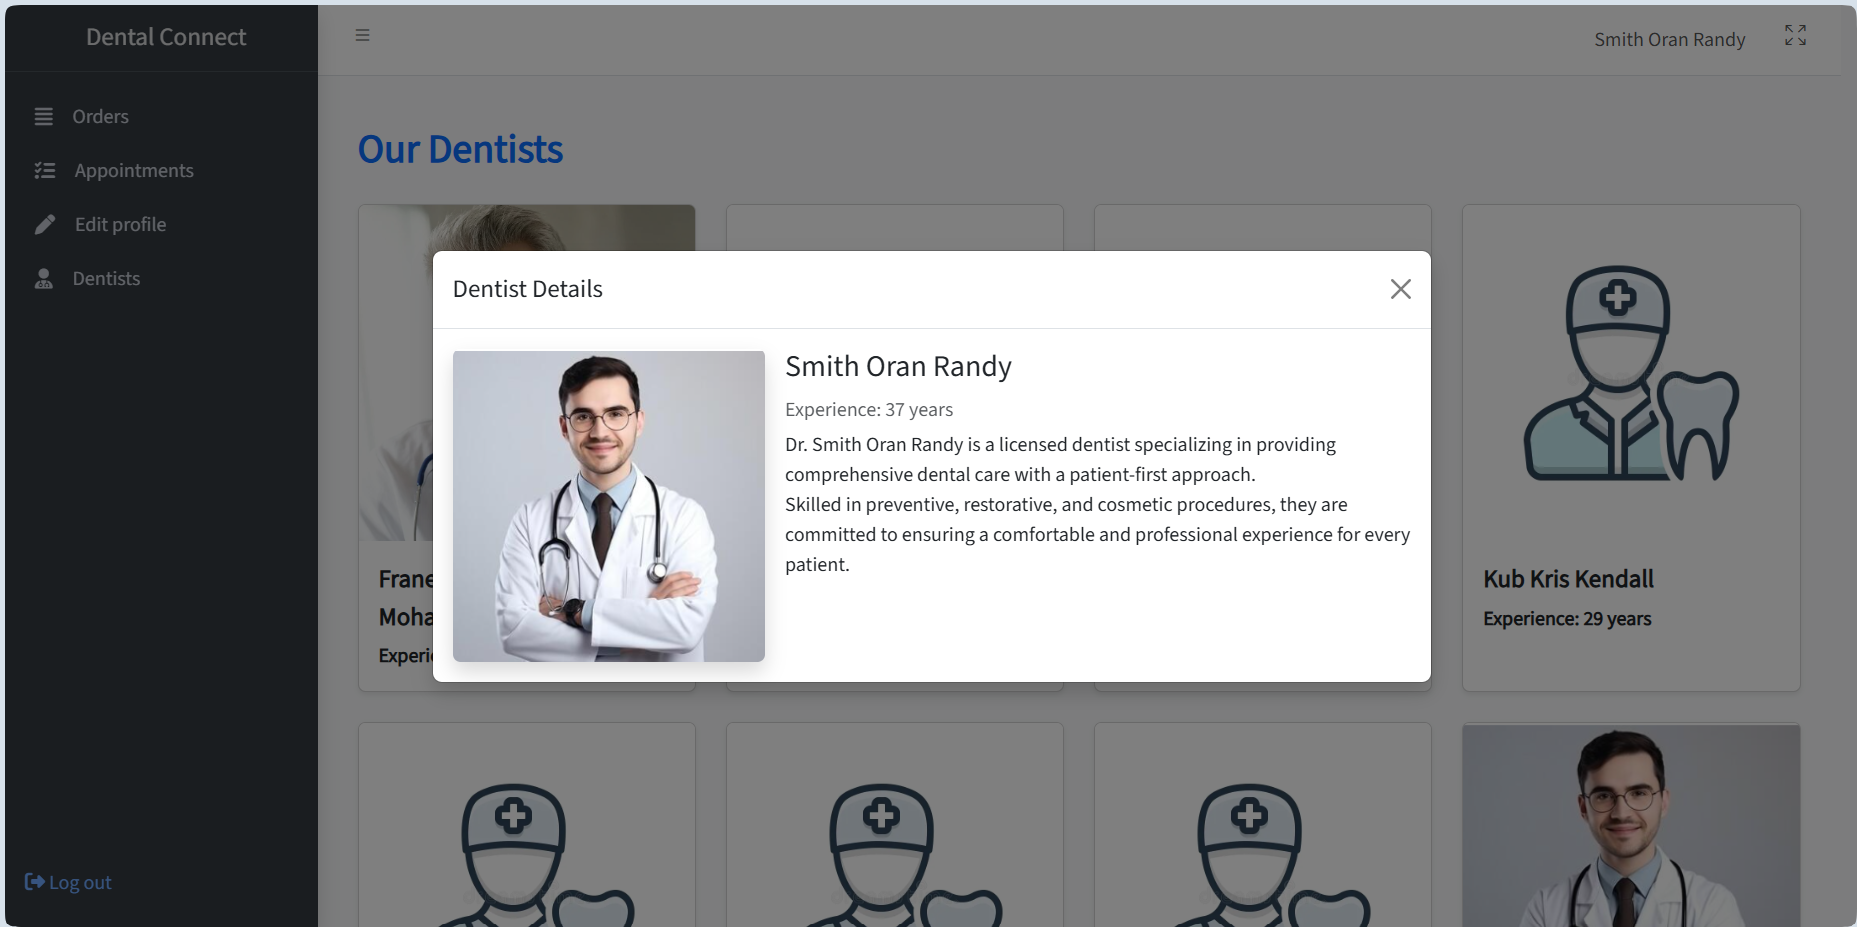 Dental Connect
Smith Oran Randy
Orders
Appointments
Edit profile
Dentists
Log out
Our Dentists
Dentist Details
Smith Oran Randy
Experience: 37 years
Dr. Smith Oran Randy is a licensed dentist specializing in providing
comprehensive dental care with a patient-first approach.
Skilled in preventive, restorative, and cosmetic procedures, they are
committed to ensuring a comfortable and professional experience for every
patient.
Kub Kris Kendall
Experience: 29 years